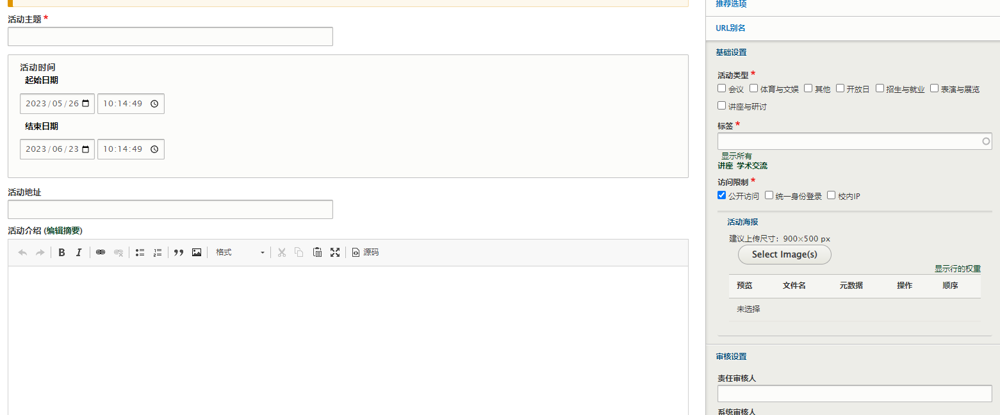 活动主题 *
活动时间
起始日期
2023/05/26 10:14:49
结束日期
2023/06/23 10:14:49
活动地址
活动介绍 (编辑摘要)
B I 格式 源码
推荐选项
URL别名
基础设置
活动类型 *
会议 体育与文娱 其他 开放日 招生与就业 表演与展览
讲座与研讨
标签 *
显示所有
讲座 学术交流
访问限制 *
公开访问 统一身份登录 校内IP
活动海报
建议上传尺寸：900×500 px
Select Image(s)
显示行的权重
预览 文件名 元数据 操作 顺序
未选择
审核设置
责任审核人
系统审核人